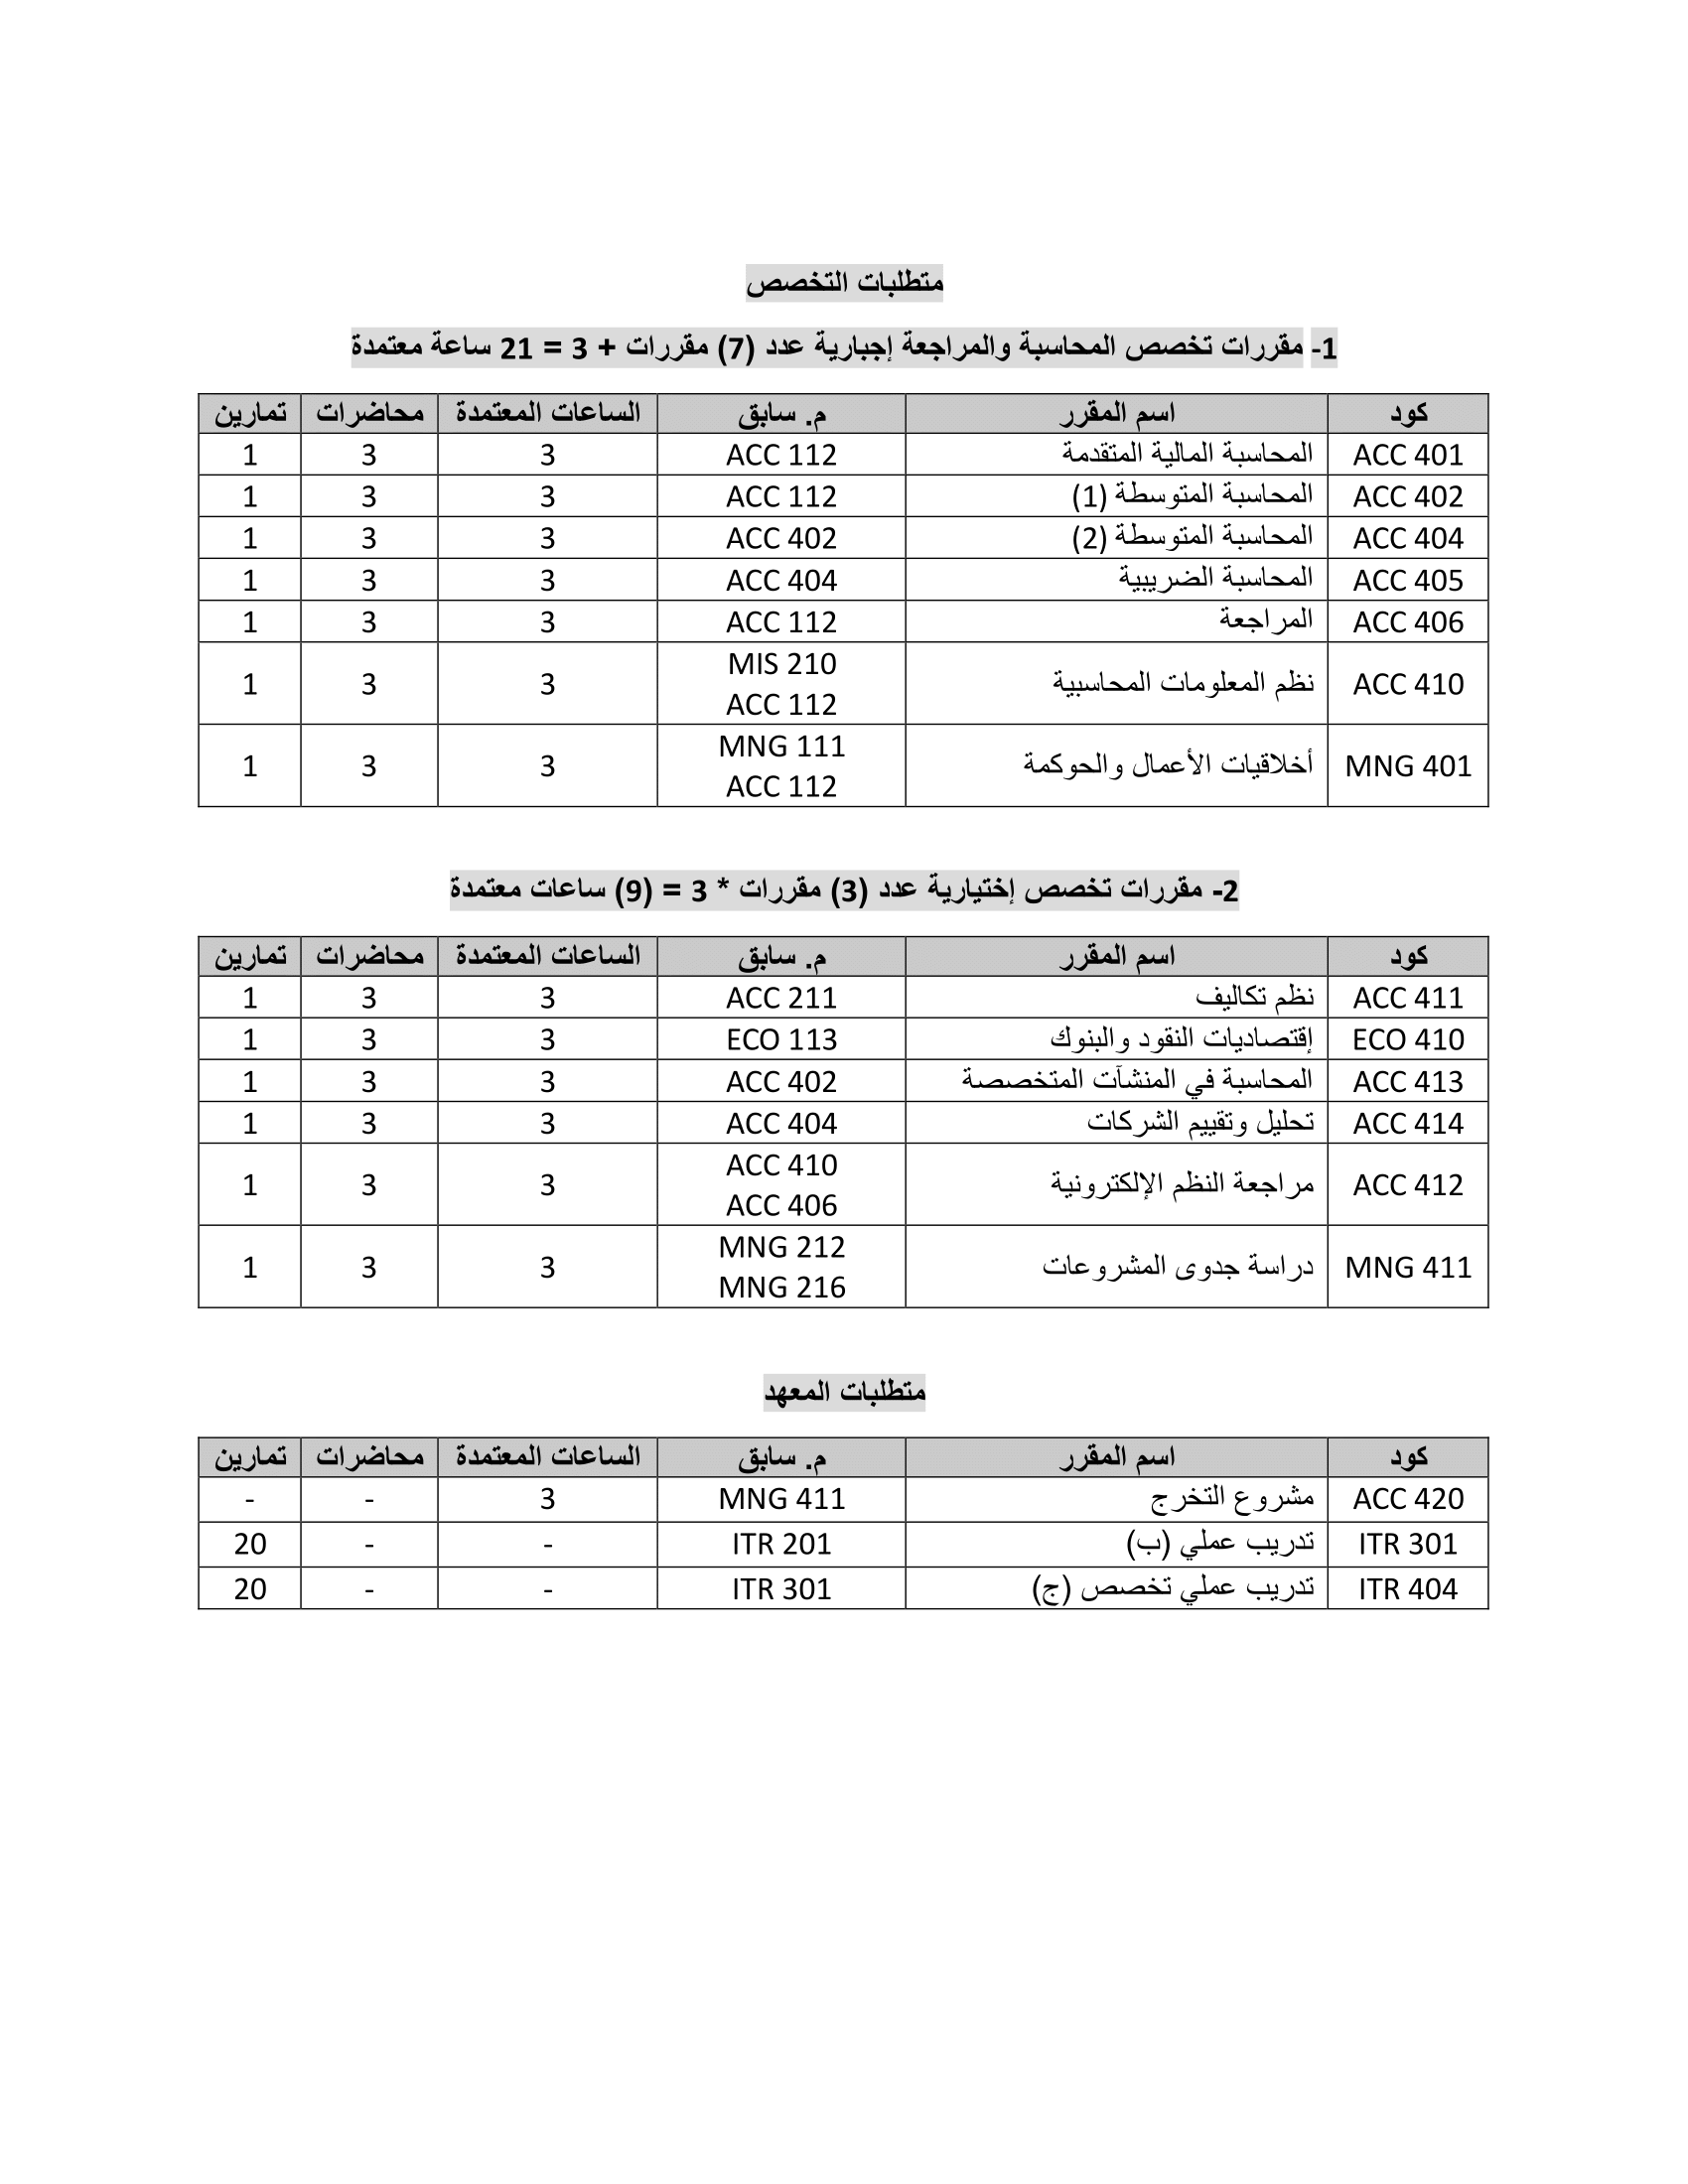 متطلبات التخصص
1- مقررات تخصص المحاسبة والمراجعة إجبارية عدد (7) مقررات + 3 = 21 ساعة معتمدة
كود اسم المقرر م. سابق الساعات المعتمدة محاضرات تمارين
ACC 401 المحاسبة المالية المتقدمة ACC 112 3 3 1
ACC 402 المحاسبة المتوسطة (1) ACC 112 3 3 1
ACC 404 المحاسبة المتوسطة (2) ACC 402 3 3 1
ACC 405 المحاسبة الضريبية ACC 404 3 3 1
ACC 406 المراجعة ACC 112 3 3 1
ACC 410 نظم المعلومات المحاسبية MIS 210 3 3 1
ACC 112
MNG 401 أخلاقيات الأعمال والحوكمة MNG 111 3 3 1
ACC 112
2- مقررات تخصص إختيارية عدد (3) مقررات * 3 = (9) ساعات معتمدة
كود اسم المقرر م. سابق الساعات المعتمدة محاضرات تمارين
ACC 411 نظم تكاليف ACC 211 3 3 1
ECO 410 إقتصاديات النقود والبنوك ECO 113 3 3 1
ACC 413 المحاسبة في المنشآت المتخصصة ACC 402 3 3 1
ACC 414 تحليل وتقييم الشركات ACC 404 3 3 1
ACC 412 مراجعة النظم الإلكترونية ACC 410 3 3 1
ACC 406
MNG 411 دراسة جدوى المشروعات MNG 212 3 3 1
MNG 216
متطلبات المعهد
كود اسم المقرر م. سابق الساعات المعتمدة محاضرات تمارين
ACC 420 مشروع التخرج MNG 411 3 - -
ITR 301 تدريب عملي (ب) ITR 201 - - 20
ITR 404 تدريب عملي تخصص (ج) ITR 301 - - 20